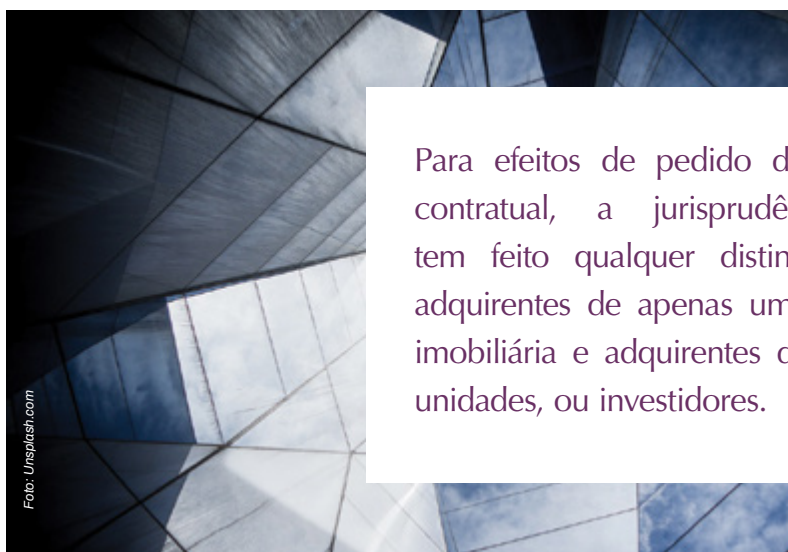 Para efeitos de pedido d
contratual, a jurisprudê
tem feito qualquer distin
adquirentes de apenas um
imobiliária e adquirentes
unidades, ou investidores.
Foto: Unsplash.com